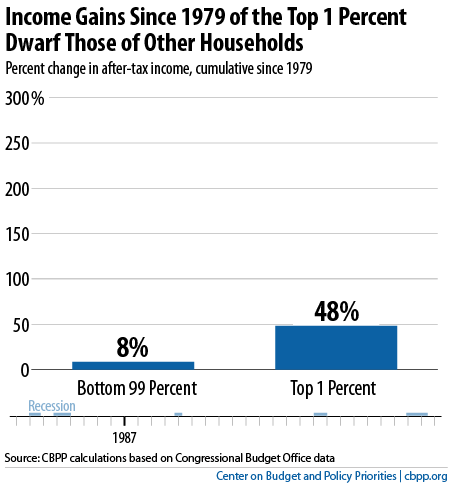 Income Gains Since 1979 of the Top 1 Percent
Dwarf Those of Other Households
Percent change in after-tax income, cumulative since 1979
300%
250
200
150
100
50
0
8%
48%
Bottom 99 Percent
Top 1 Percent
Recession
1987
Source: CBPP calculations based on Congressional Budget Office data
Center on Budget and Policy Priorities | cbpp.org